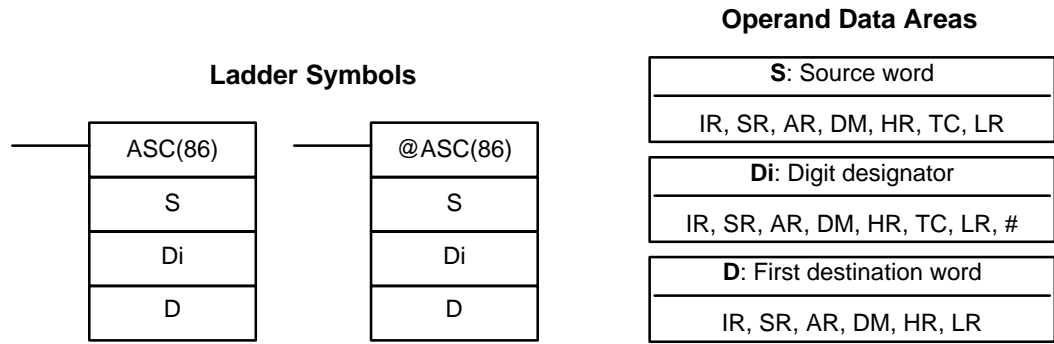 Ladder Symbols
ASC(86)
S
Di
D
@ASC(86)
S
Di
D
Operand Data Areas
S: Source word
IR, SR, AR, DM, HR, TC, LR
Di: Digit designator
IR, SR, AR, DM, HR, TC, LR, #
D: First destination word
IR, SR, AR, DM, HR, LR